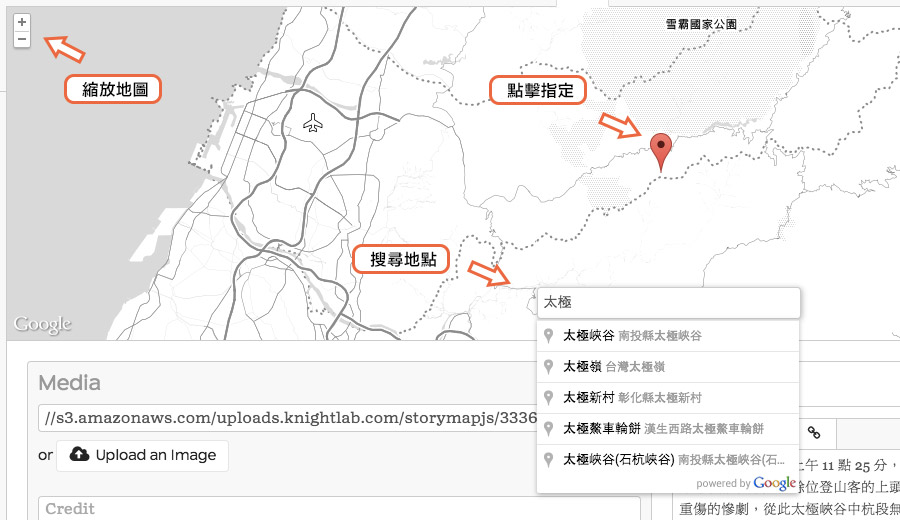 雪霸國家公園
+
−
縮放地圖
點擊指定
搜尋地點
Google
太極
太極峽谷 南投縣太極峽谷
太極嶺 台灣太極嶺
太極新村 彰化縣太極新村
太極鰲車輪餅 漢生西路太極鰲車輪餅
太極峽谷(石杭峽谷) 南投縣太極峽谷(石...
powered by Google
Media
//s3.amazonaws.com/uploads.knightlab.com/storymapjs/3336
or Upload an Image
Credit
上午 11 點 25 分，
位登山客的上頭
重傷的慘劇，從此太極峽谷中杭段無